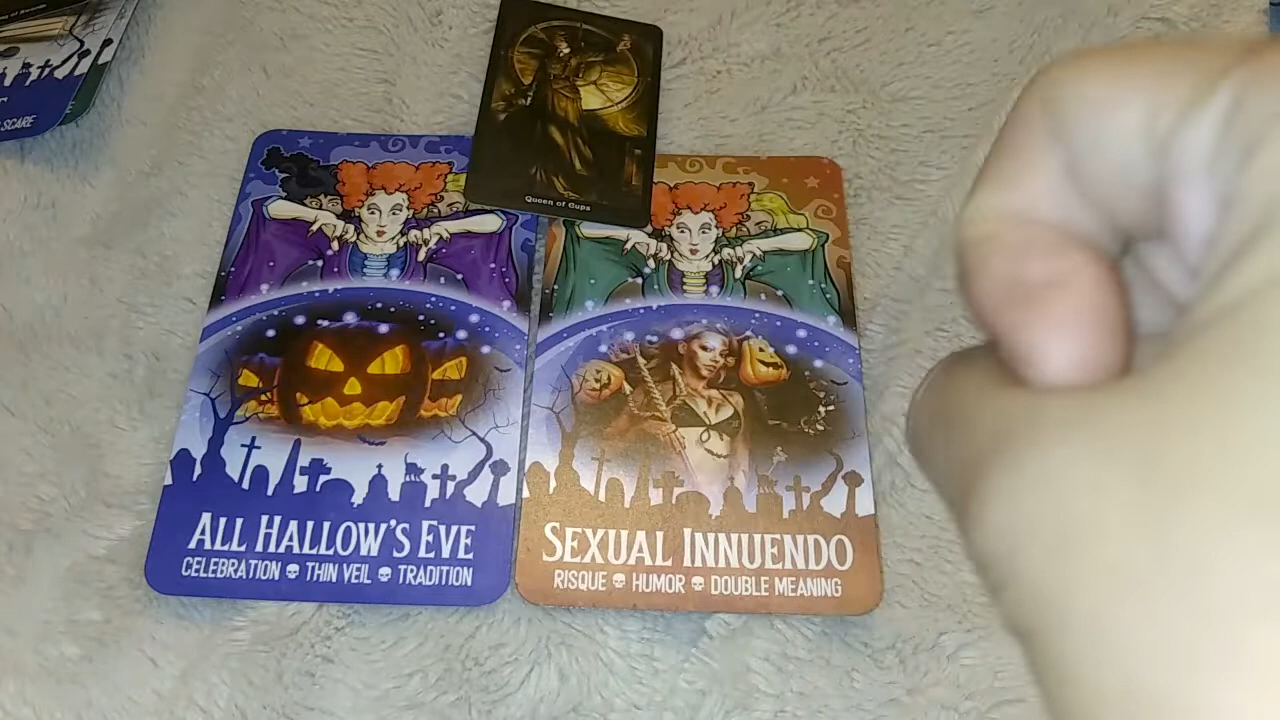 SCARE
Queen of Cups
ALL HALLOW'S EVE
CELEBRATION THIN VEIL TRADITION
SEXUAL INNUENDO
RISQUE HUMOR DOUBLE MEANING